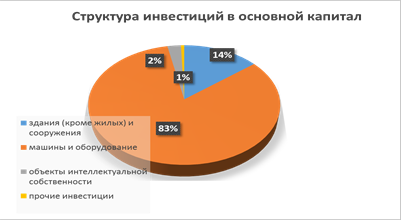 Структура инвестиций в основной капитал
14%
2%
1%
83%
здания (кроме жилых) и
сооружения
машины и оборудование
объекты интеллектуальной
собственности
прочие инвестиции